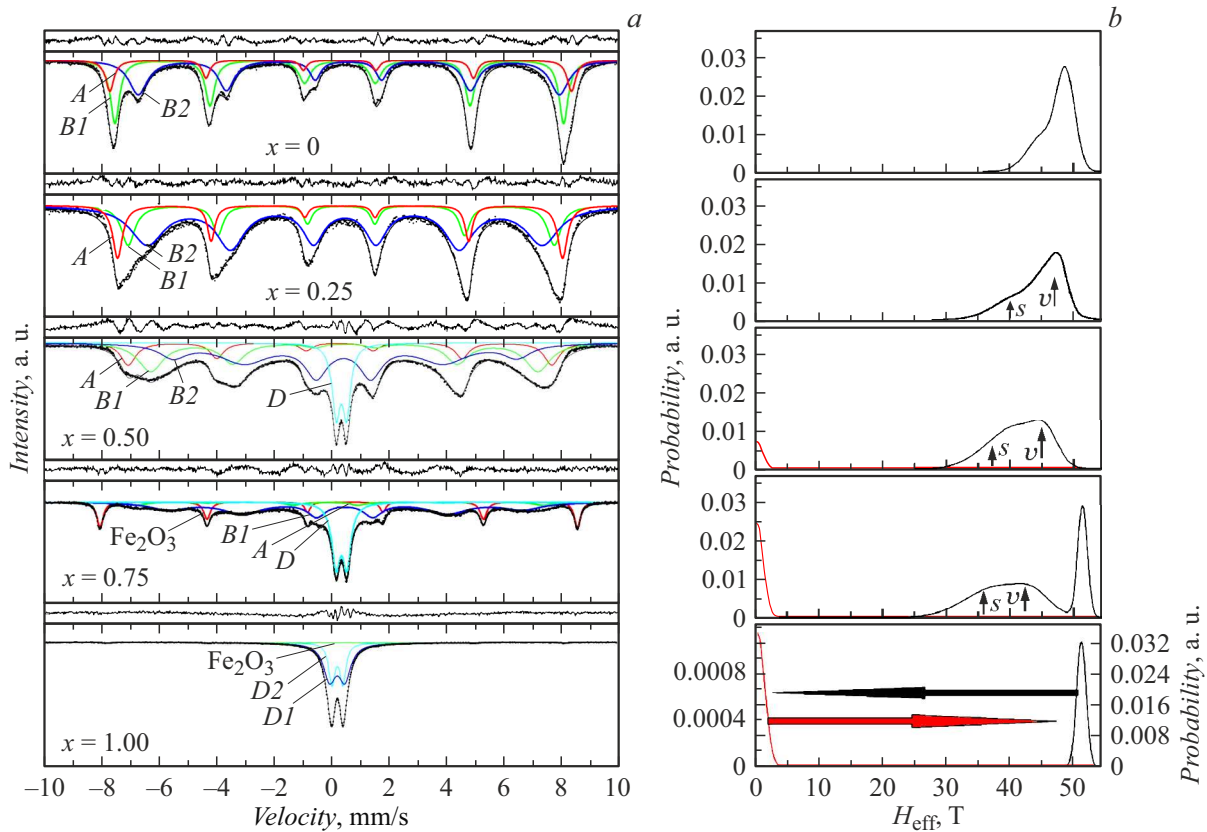 a
A
B1
B2
x = 0
A
B2
B1
x = 0.25
A
B1
B2
D
x = 0.50
Fe2O3
B1
A
D
x = 0.75
Fe2O3
D2
D1
x = 1.00
Intensity, a. u.
−10 −8 −6 −4 −2 0 2 4 6 8 10
Velocity, mm/s
b
0.03
0.02
0.01
0
0.03
0.02
0.01
0
s υ
0.03
0.02
0.01
0
s υ
0.03
0.02
0.01
0
s υ
0.0008
0.0004
0
0.032
0.024
0.016
0.008
0
Probability, a. u.
Probability, a. u.
Probability, a. u.
0 10 20 30 40 50
Heff, T